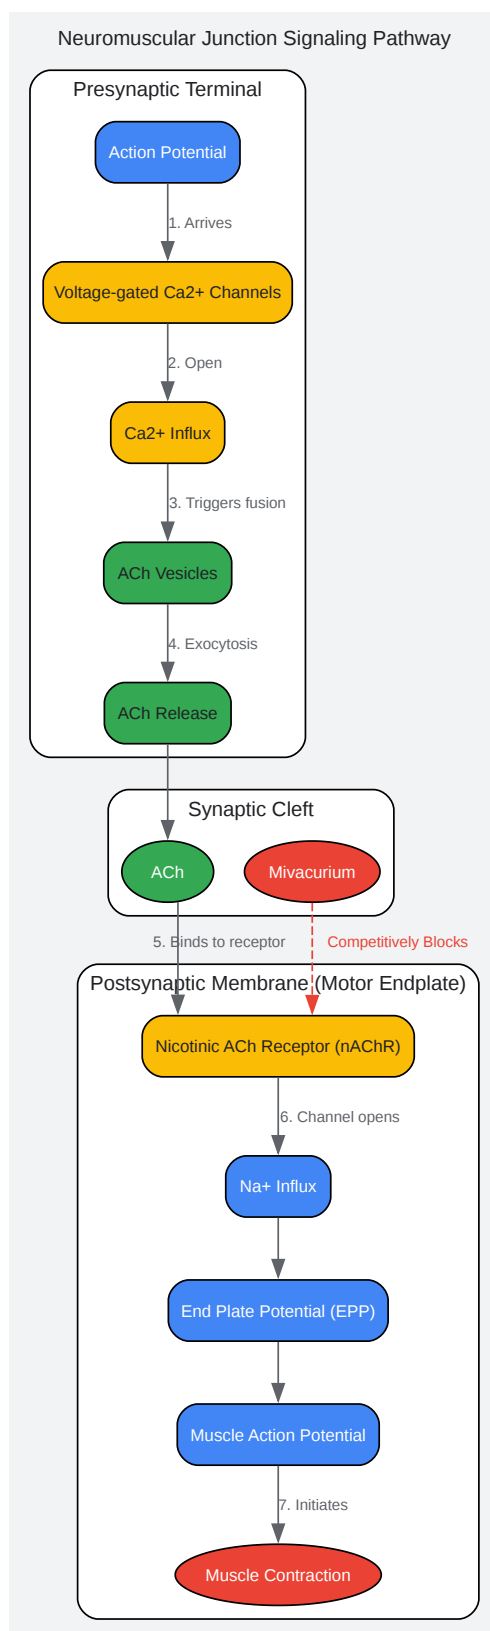 Neuromuscular Junction Signaling Pathway
Presynaptic Terminal
Action Potential
1. Arrives
Voltage-gated Ca2+ Channels
2. Open
Ca2+ Influx
3. Triggers fusion
ACh Vesicles
4. Exocytosis
ACh Release
Synaptic Cleft
ACh
Mivacurium
5. Binds to receptor
Competitively Blocks
Postsynaptic Membrane (Motor Endplate)
Nicotinic ACh Receptor (nAChR)
6. Channel opens
Na+ Influx
End Plate Potential (EPP)
Muscle Action Potential
7. Initiates
Muscle Contraction